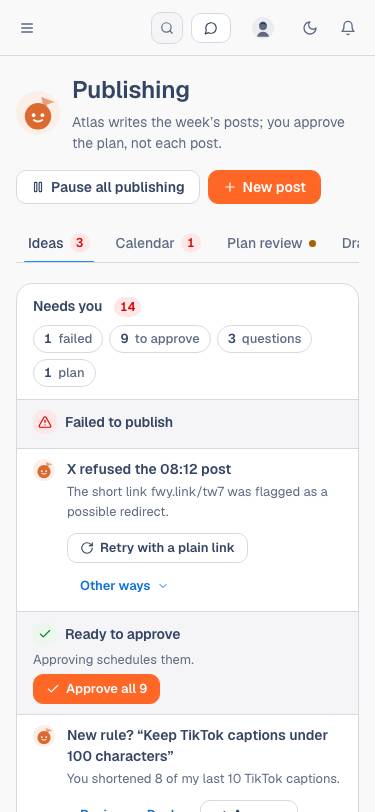 Publishing
Atlas writes the week's posts; you approve
the plan, not each post.
Pause all publishing
New post
Ideas 3 Calendar 1 Plan review
Needs you 14
1 failed 9 to approve 3 questions
1 plan
Failed to publish
X refused the 08:12 post
The short link fwy.link/tw7 was flagged as a
possible redirect.
Retry with a plain link
Other ways
Ready to approve
Approving schedules them.
Approve all 9
New rule? “Keep TikTok captions under
100 characters”
You shortened 8 of my last 10 TikTok captions.